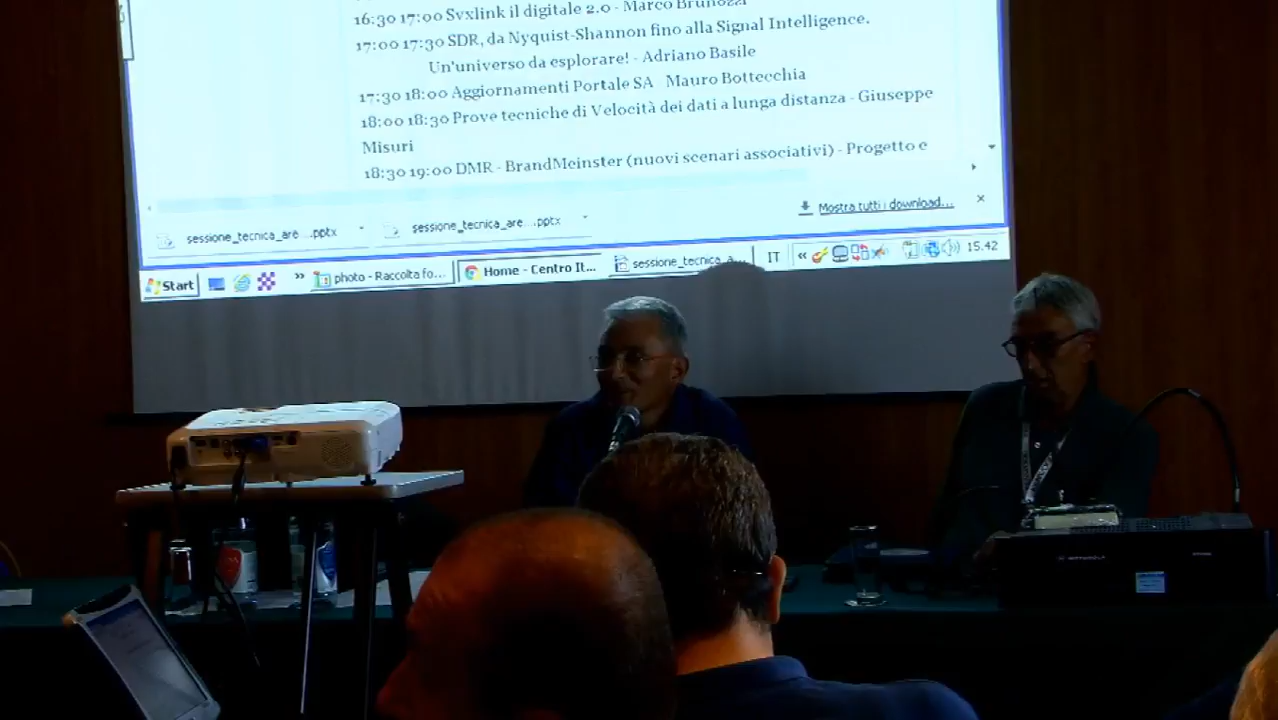 16:30 17:00 Svxlink il digitale 2.0 - Marco Brunozzi
17:00 17:30 SDR, da Nyquist-Shannon fino alla Signal Intelligence.
Un'universo da esplorare! - Adriano Basile
17:30 18:00 Aggiornamenti Portale SA Mauro Bottecchia
18:00 18:30 Prove tecniche di Velocità dei dati a lunga distanza - Giuseppe
Misuri
18:30 19:00 DMR - BrandMeinster (nuovi scenari associativi) - Progetto e
sessione_tecnica_are....pptx
sessione_tecnica_are....pptx
Mostra tutti i download...
Start
photo - Raccolta fo...
Home - Centro It...
sessione_tecnica_a...
IT
15.42
MOTOROLA